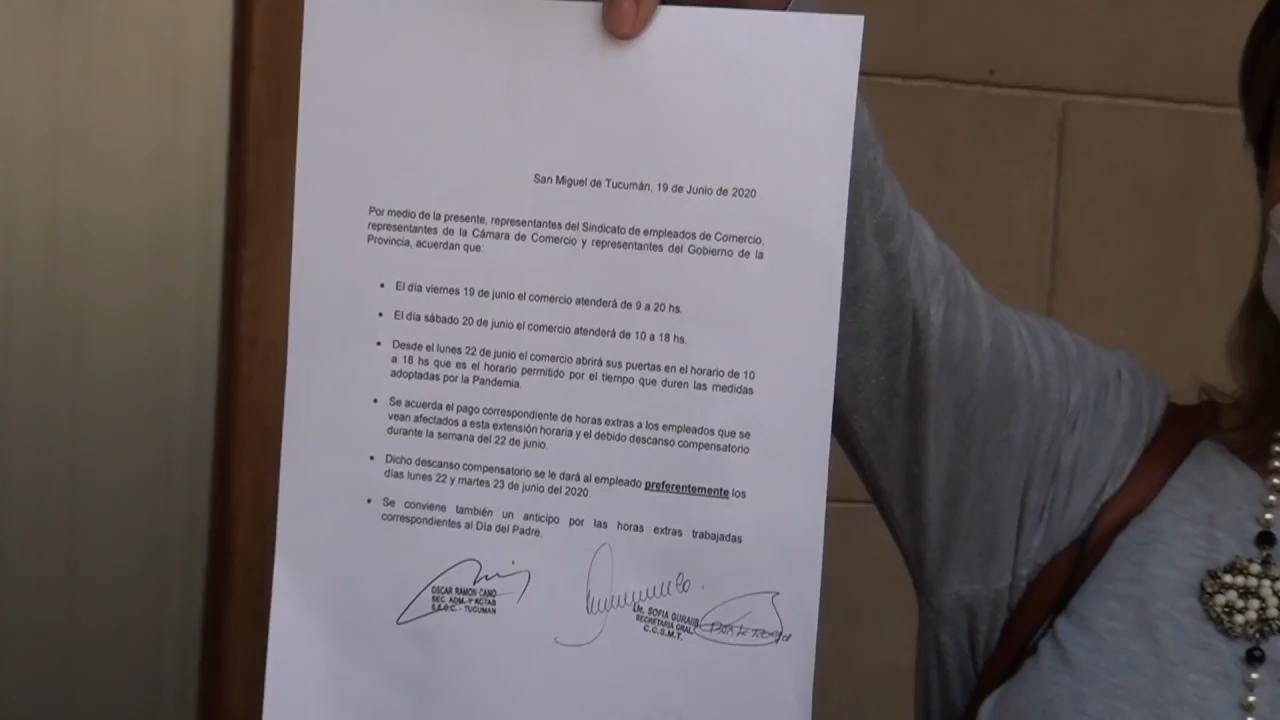 San Miguel de Tucumán, 19 de Junio de 2020
Por medio de la presente, representantes del Sindicato de empleados de Comercio,
representantes de la Cámara de Comercio y representantes del Gobierno de la
Provincia, acuerdan que:
• El día viernes 19 de junio el comercio atenderá de 9 a 20 hs.
• El día sábado 20 de junio el comercio atenderá de 10 a 18 hs.
• Desde el lunes 22 de junio el comercio abrirá sus puertas en el horario de 10
a 18 hs que es el horario permitido por el tiempo que duren las medidas
adoptadas por la Pandemia.
• Se acuerda el pago correspondiente de horas extras a los empleados que se
vean afectados a esta extensión horaria y el debido descanso compensatorio
durante la semana del 22 de junio.
• Dicho descanso compensatorio se le dará al empleado preferentemente los
días lunes 22 y martes 23 de junio del 2020.
• Se conviene también un anticipo por las horas extras trabajadas
correspondientes al Día del Padre.
OSCAR RAMON CANO
SEC. ADM. Y ACTAS
S.E.O.C. - TUCUMAN
Lic. SOFIA
SECRETARIA GRAL.
C.C.S.M.T.